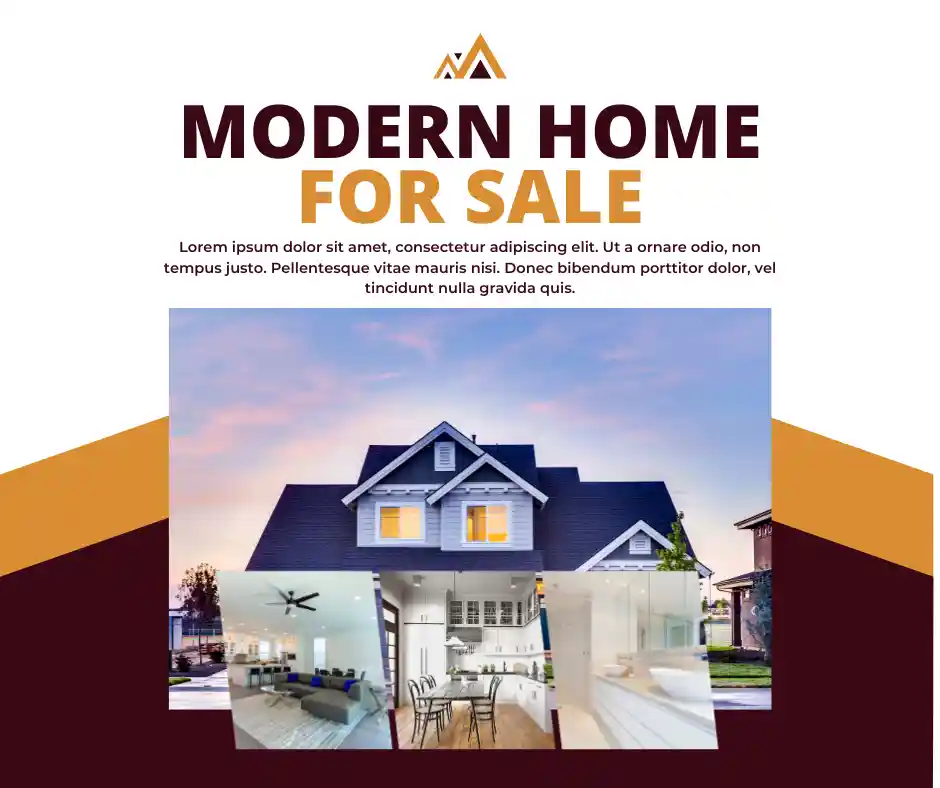 MODERN HOME
FOR SALE
Lorem ipsum dolor sit amet, consectetur adipiscing elit. Ut a ornare odio, non
tempus justo. Pellentesque vitae mauris nisi. Donec bibendum porttitor dolor, vel
tincidunt nulla gravida quis.